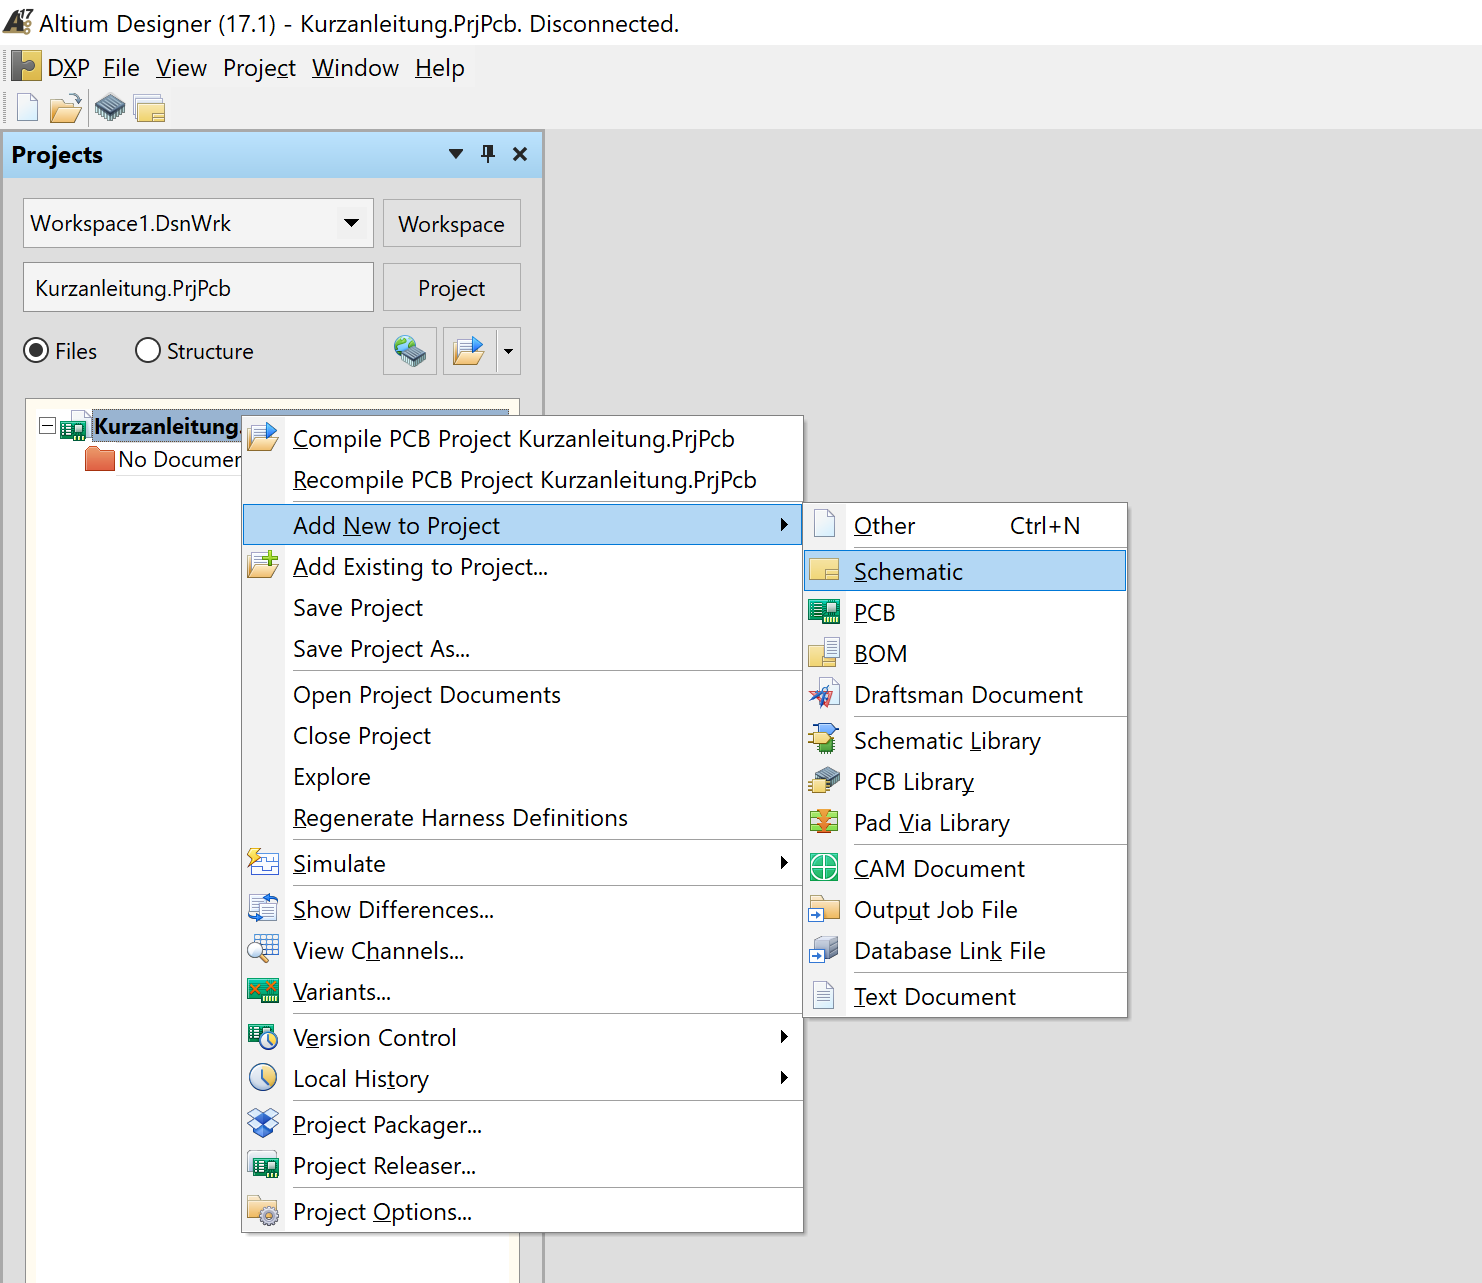 Altium Designer (17.1) - Kurzanleitung.PrjPcb. Disconnected.
DXP File View Project Window Help
Projects
Workspace1.DsnWrk Workspace
Kurzanleitung.PrjPcb Project
Files Structure
Kurzanleitung.
No Documer
Compile PCB Project Kurzanleitung.PrjPcb
Recompile PCB Project Kurzanleitung.PrjPcb
Add New to Project
Add Existing to Project...
Save Project
Save Project As...
Open Project Documents
Close Project
Explore
Regenerate Harness Definitions
Simulate
Show Differences...
View Channels...
Variants...
Version Control
Local History
Project Packager...
Project Releaser...
Project Options...
Other Ctrl+N
Schematic
PCB
BOM
Draftsman Document
Schematic Library
PCB Library
Pad Via Library
CAM Document
Output Job File
Database Link File
Text Document